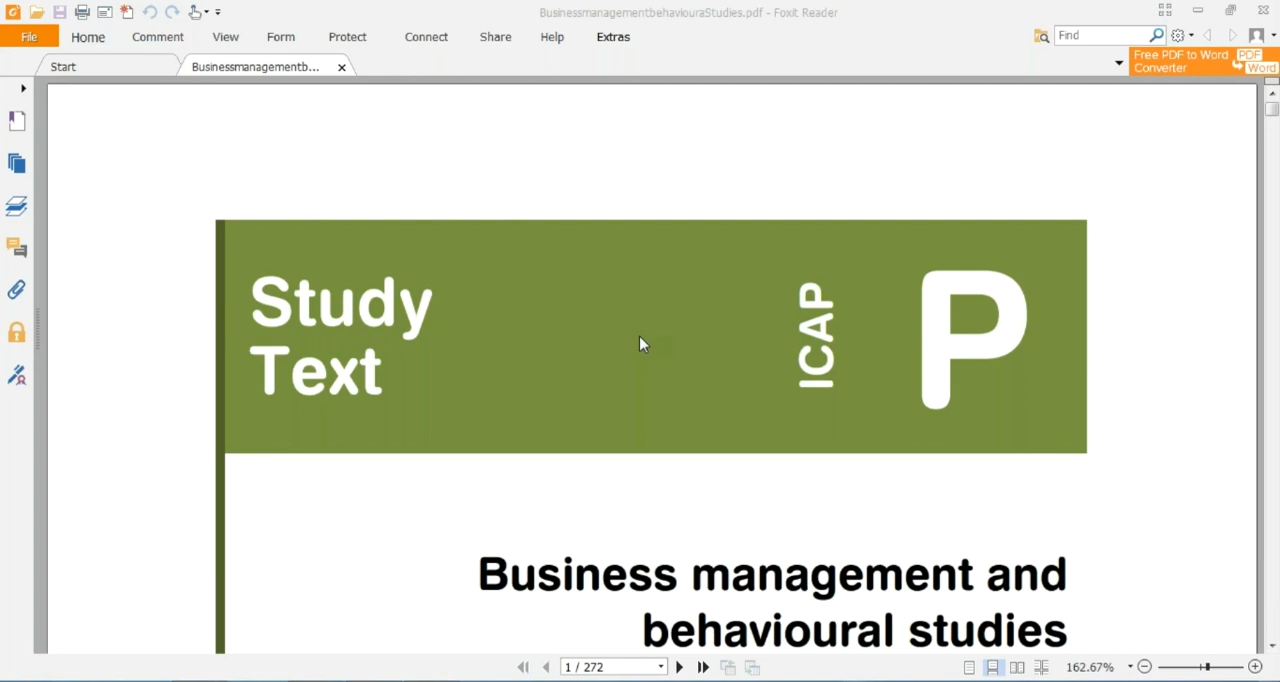 BusinessmanagementbehaviouraStudies.pdf - Foxit Reader
File Home Comment View Form Protect Connect Share Help Extras Find
Start Businessmanagementb... Free PDF to Word PDF
Converter Word
Study
Text
ICAP
P
Business management and
behavioural studies
1 / 272 162.67%